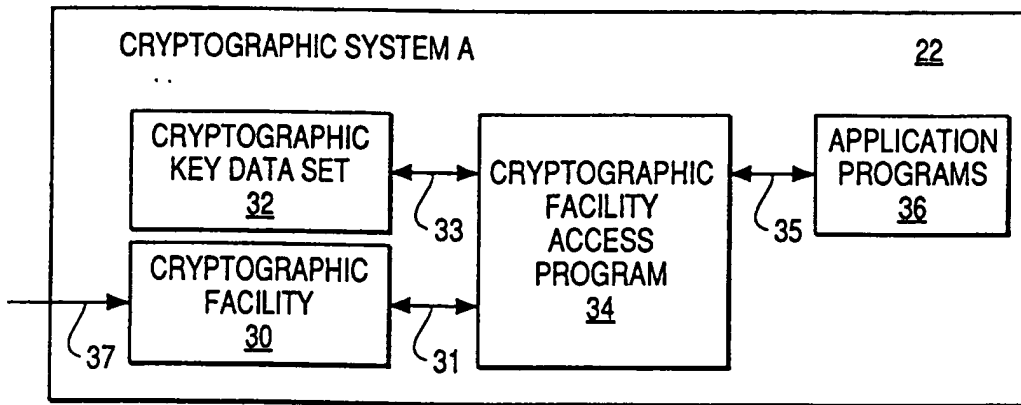 CRYPTOGRAPHIC SYSTEM A
22
CRYPTOGRAPHIC
KEY DATA SET
32
33
CRYPTOGRAPHIC
FACILITY
ACCESS
PROGRAM
34
35
APPLICATION
PROGRAMS
36
CRYPTOGRAPHIC
FACILITY
30
31
37